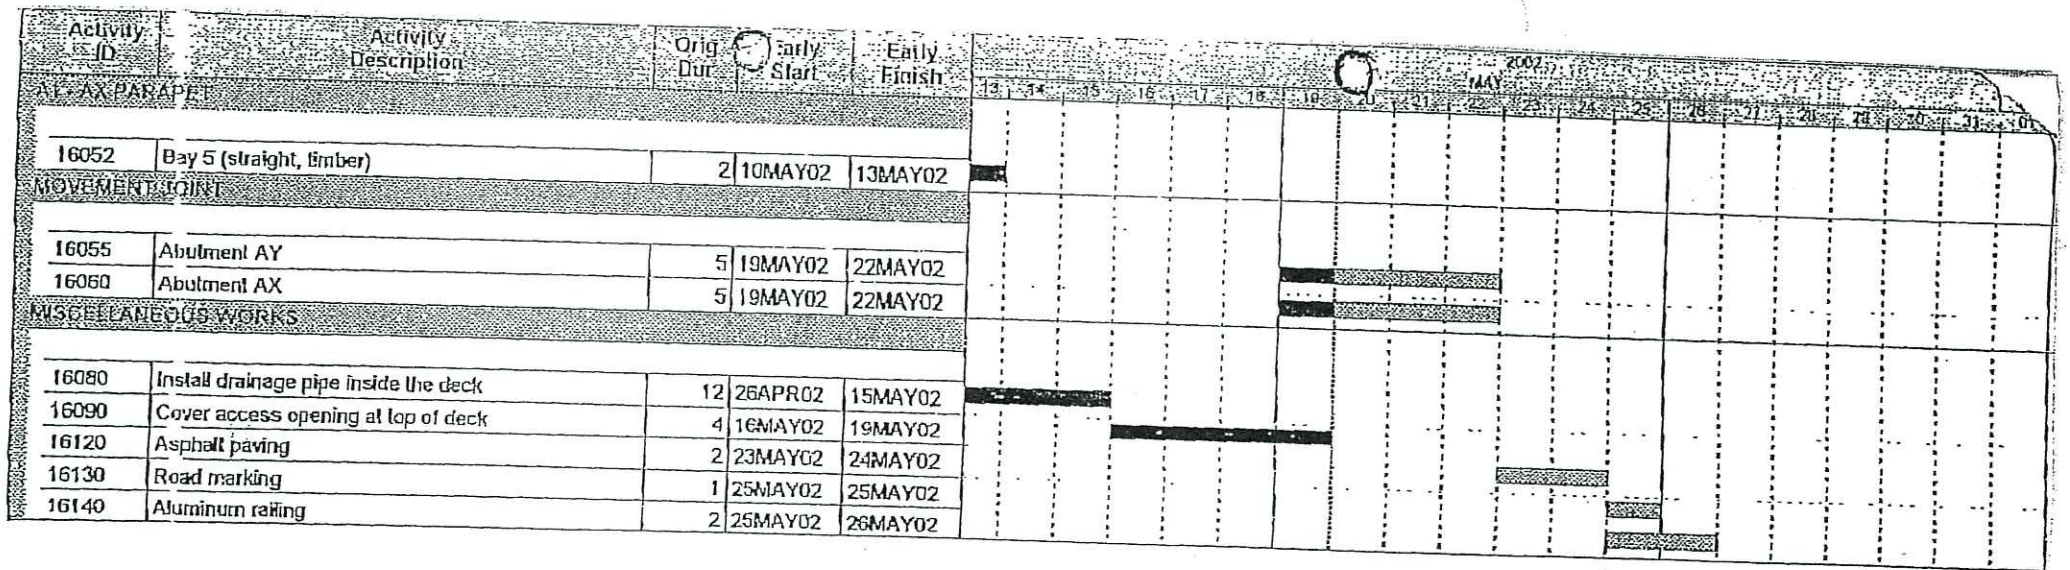 Activity ID Activity Description Orig Dur Early Start Early Finish
2002
MAY
13 14 15 16 17 18 19 20 21 22 23 24 25 26 27 28 29 30 31 01
AX PARAPET
16052 Bay 5 (straight, timber) 2 10MAY02 13MAY02
MOVEMENT JOINT
16055 Abutment AY 5 19MAY02 22MAY02
16060 Abutment AX 5 19MAY02 22MAY02
MISCELLANEOUS WORKS
16080 Install drainage pipe inside the deck 12 26APR02 15MAY02
16090 Cover access opening at top of deck 4 16MAY02 19MAY02
16120 Asphalt paving 2 23MAY02 24MAY02
16130 Road marking 1 25MAY02 25MAY02
16140 Aluminum railing 2 25MAY02 26MAY02